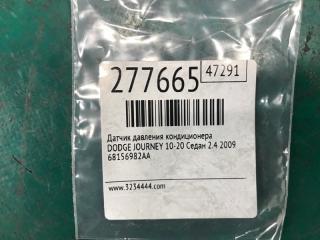 277665 47291
Датчик давления кондиционера
DODGE JOURNEY 10-20 Седан 2.4 2009
68156982AA
www.3234444.com